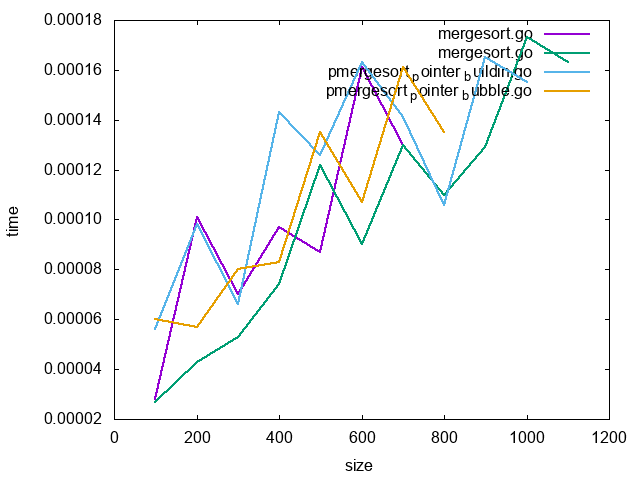 0.00018
0.00016
0.00014
0.00012
0.00010
0.00008
0.00006
0.00004
0.00002
0 200 400 600 800 1000 1200
time
size
mergesort.go
mergesort.go
pmergesort_pointer_buildin.go
pmergesort_pointer_bubble.go